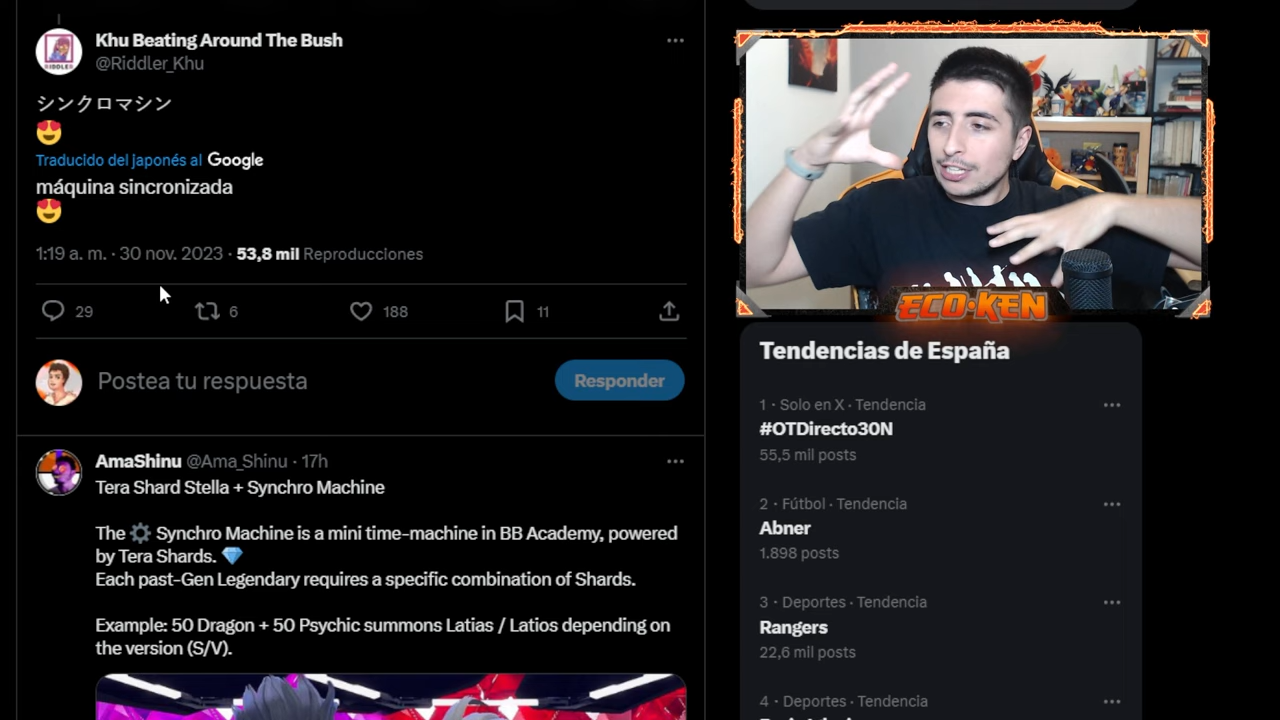 Khu Beating Around The Bush
@Riddler_Khu
シンクロマシン
😍
Traducido del japonés al Google
máquina sincronizada
😍
1:19 a. m. · 30 nov. 2023 · 53,8 mil Reproducciones
29
6
188
11
Postea tu respuesta
Responder
AmaShinu @Ama_Shinu · 17h
Tera Shard Stella + Synchro Machine
The ⚙️ Synchro Machine is a mini time-machine in BB Academy, powered
by Tera Shards. 💎
Each past-Gen Legendary requires a specific combination of Shards.
Example: 50 Dragon + 50 Psychic summons Latias / Latios depending on
the version (S/V).
ECO·KEN
Tendencias de España
1 · Solo en X · Tendencia
#OTDirecto30N
55,5 mil posts
2 · Fútbol · Tendencia
Abner
1.898 posts
3 · Deportes · Tendencia
Rangers
22,6 mil posts
4 · Deportes · Tendencia